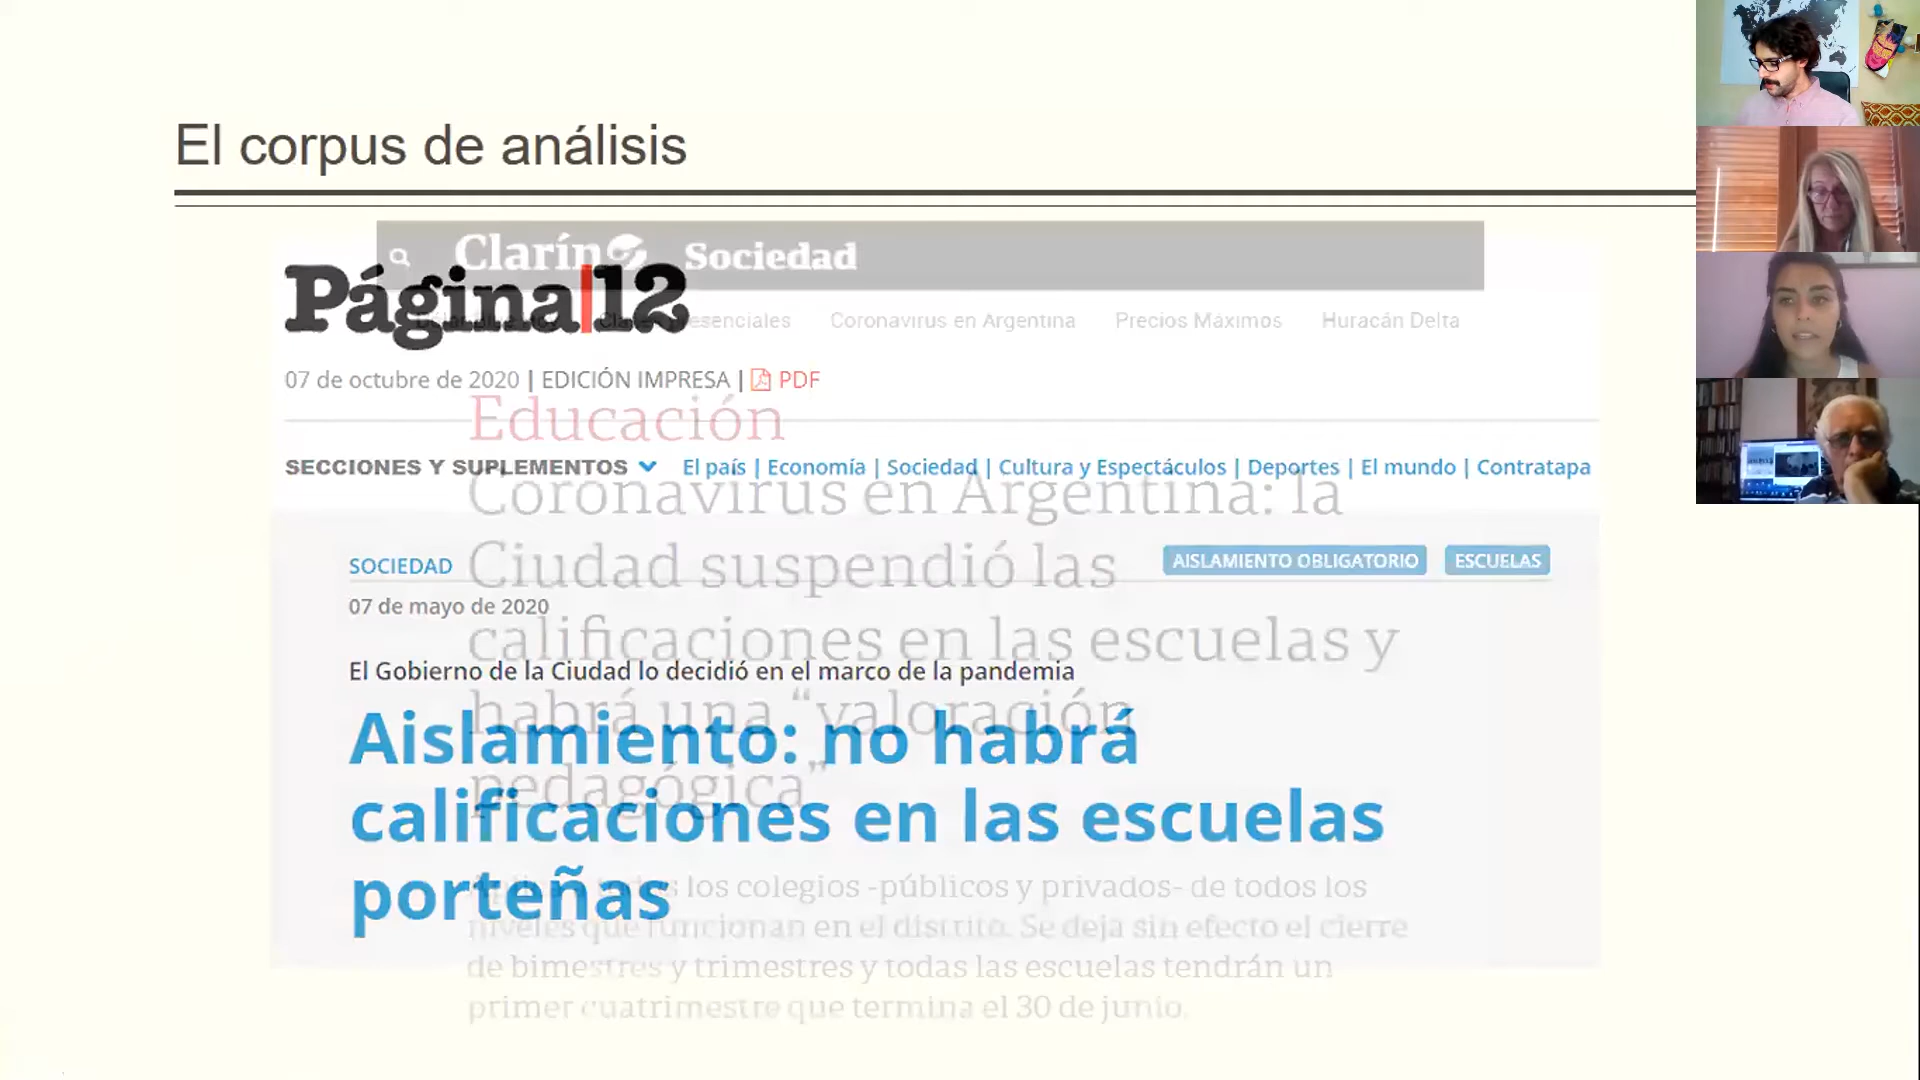 El corpus de análisis
Clarín Sociedad
Página|12
Coronavirus en Argentina Precios Máximos Huracán Delta
07 de octubre de 2020 | EDICIÓN IMPRESA | PDF
Educación
SECCIONES Y SUPLEMENTOS El país | Economía | Sociedad | Cultura y Espectáculos | Deportes | El mundo | Contratapa
Coronavirus en Argentina: la
Ciudad suspendió las
calificaciones en las escuelas y
habrá una “valoración
pedagógica”
SOCIEDAD
AISLAMIENTO OBLIGATORIO ESCUELAS
07 de mayo de 2020
El Gobierno de la Ciudad lo decidió en el marco de la pandemia
Aislamiento: no habrá
calificaciones en las escuelas
porteñas
los colegios -públicos y privados- de todos los
niveles que funcionan en el distrito. Se deja sin efecto el cierre
de bimestres y trimestres y todas las escuelas tendrán un
primer cuatrimestre que termina el 30 de junio.